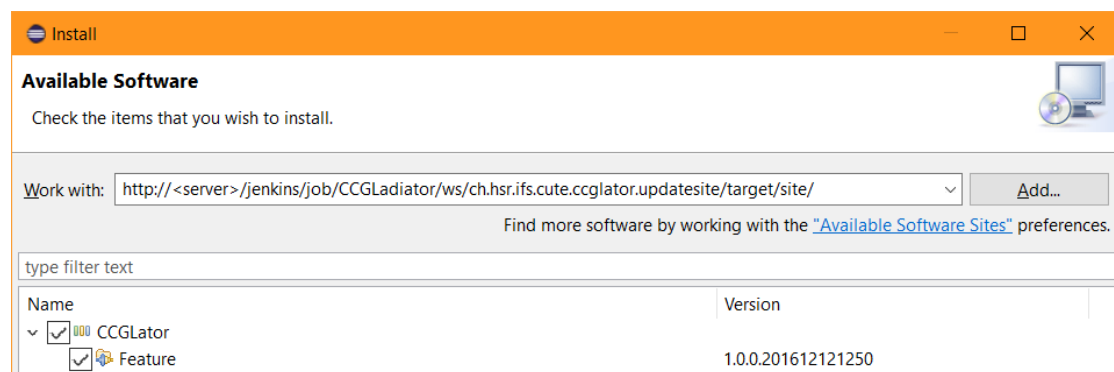 Install
Available Software
Check the items that you wish to install.
Work with: http://<server>/jenkins/job/CCGLadiator/ws/ch.hsr.ifs.cute.ccglator.updatesite/target/site/ Add...
Find more software by working with the "Available Software Sites" preferences.
type filter text
Name Version
CCGLator
Feature 1.0.0.201612121250